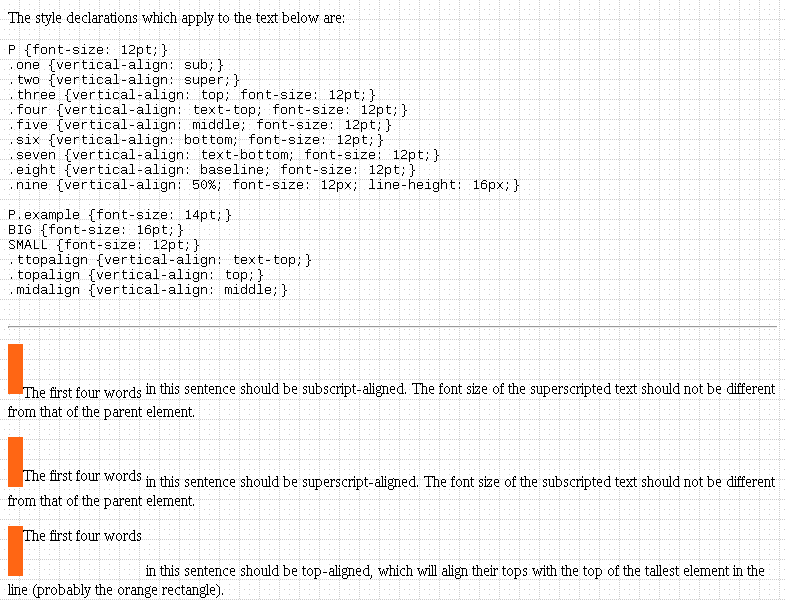 The style declarations which apply to the text below are:
P {font-size: 12pt;}
.one {vertical-align: sub;}
.two {vertical-align: super;}
.three {vertical-align: top; font-size: 12pt;}
.four {vertical-align: text-top; font-size: 12pt;}
.five {vertical-align: middle; font-size: 12pt;}
.six {vertical-align: bottom; font-size: 12pt;}
.seven {vertical-align: text-bottom; font-size: 12pt;}
.eight {vertical-align: baseline; font-size: 12pt;}
.nine {vertical-align: 50%; font-size: 12px; line-height: 16px;}
P.example {font-size: 14pt;}
BIG {font-size: 16pt;}
SMALL {font-size: 12pt;}
.ttopalign {vertical-align: text-top;}
.topalign {vertical-align: top;}
.midalign {vertical-align: middle;}
The first four words in this sentence should be subscript-aligned. The font size of the superscripted text should not be different
from that of the parent element.
The first four words in this sentence should be superscript-aligned. The font size of the subscripted text should not be different
from that of the parent element.
The first four words in this sentence should be top-aligned, which will align their tops with the top of the tallest element in the
line (probably the orange rectangle).